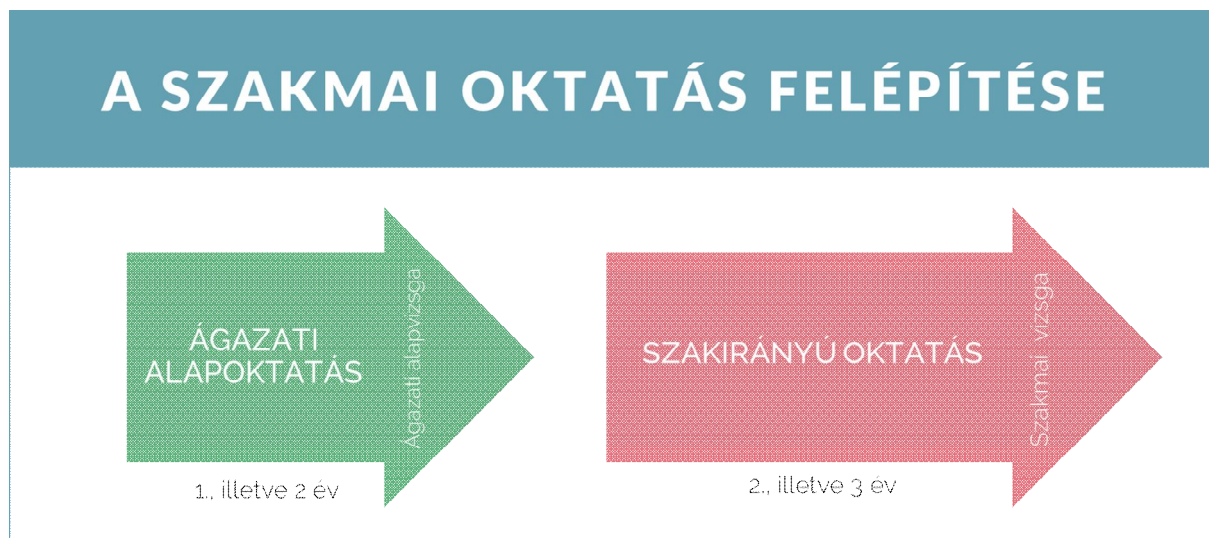 A SZAKMAI OKTATÁS FELÉPÍTÉSE
ÁGAZATI
ALAPOKTATÁS
Ágazati alapvizsga
1., illetve 2 év
SZAKIRÁNYÚ OKTATÁS
Szakmai vizsga
2., illetve 3 év